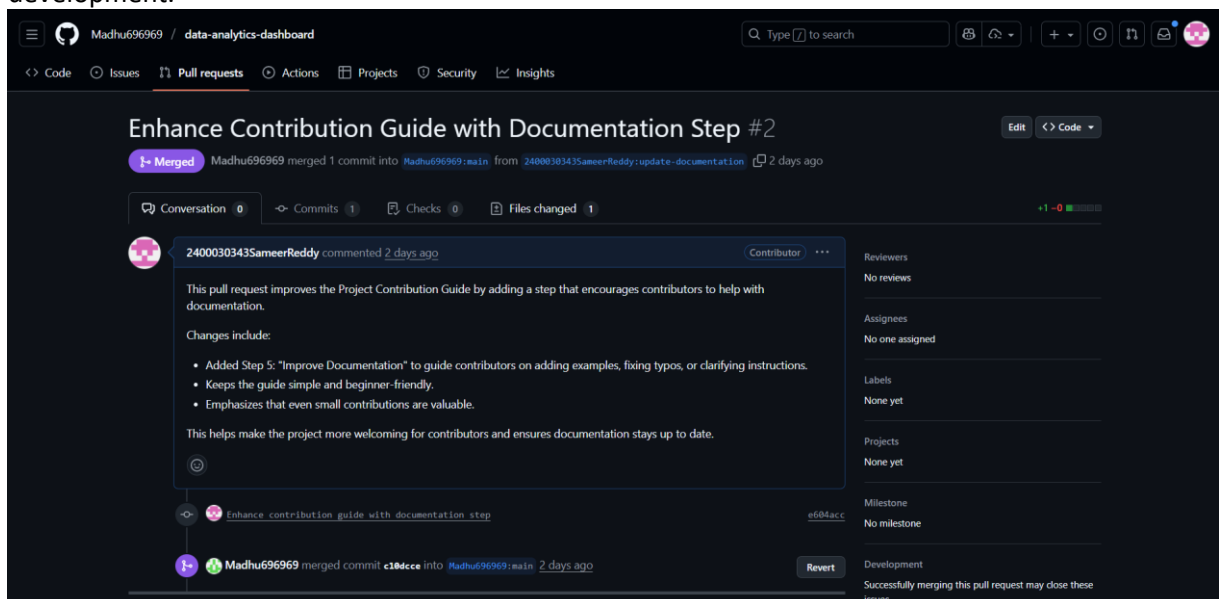 development.
Madhu696969 / data-analytics-dashboard
Type / to search
Code
Issues
Pull requests
Actions
Projects
Security
Insights
Enhance Contribution Guide with Documentation Step #2
Edit
<> Code
Merged
Madhu696969 merged 1 commit into Madhu696969:main from 2400030343SameerReddy:update-documentation 2 days ago
Conversation 0
Commits 1
Checks 0
Files changed 1
+1 −0
2400030343SameerReddy commented 2 days ago
Contributor
This pull request improves the Project Contribution Guide by adding a step that encourages contributors to help with
documentation.
Changes include:
• Added Step 5: "Improve Documentation" to guide contributors on adding examples, fixing typos, or clarifying instructions.
• Keeps the guide simple and beginner-friendly.
• Emphasizes that even small contributions are valuable.
This helps make the project more welcoming for contributors and ensures documentation stays up to date.
Enhance contribution guide with documentation step
e604acc
Madhu696969 merged commit c10dcce into Madhu696969:main 2 days ago
Revert
Reviewers
No reviews
Assignees
No one assigned
Labels
None yet
Projects
None yet
Milestone
No milestone
Development
Successfully merging this pull request may close these
issues.